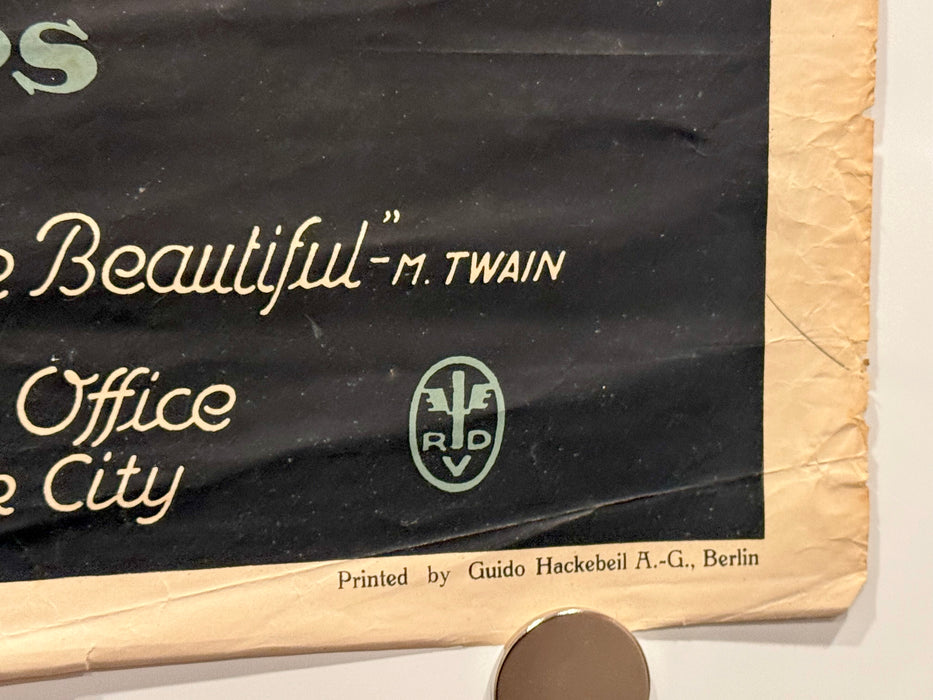 s
e Beautiful" - M. TWAIN
Office
e City
R D
V
Printed by Guido Hackebeil A.-G., Berlin